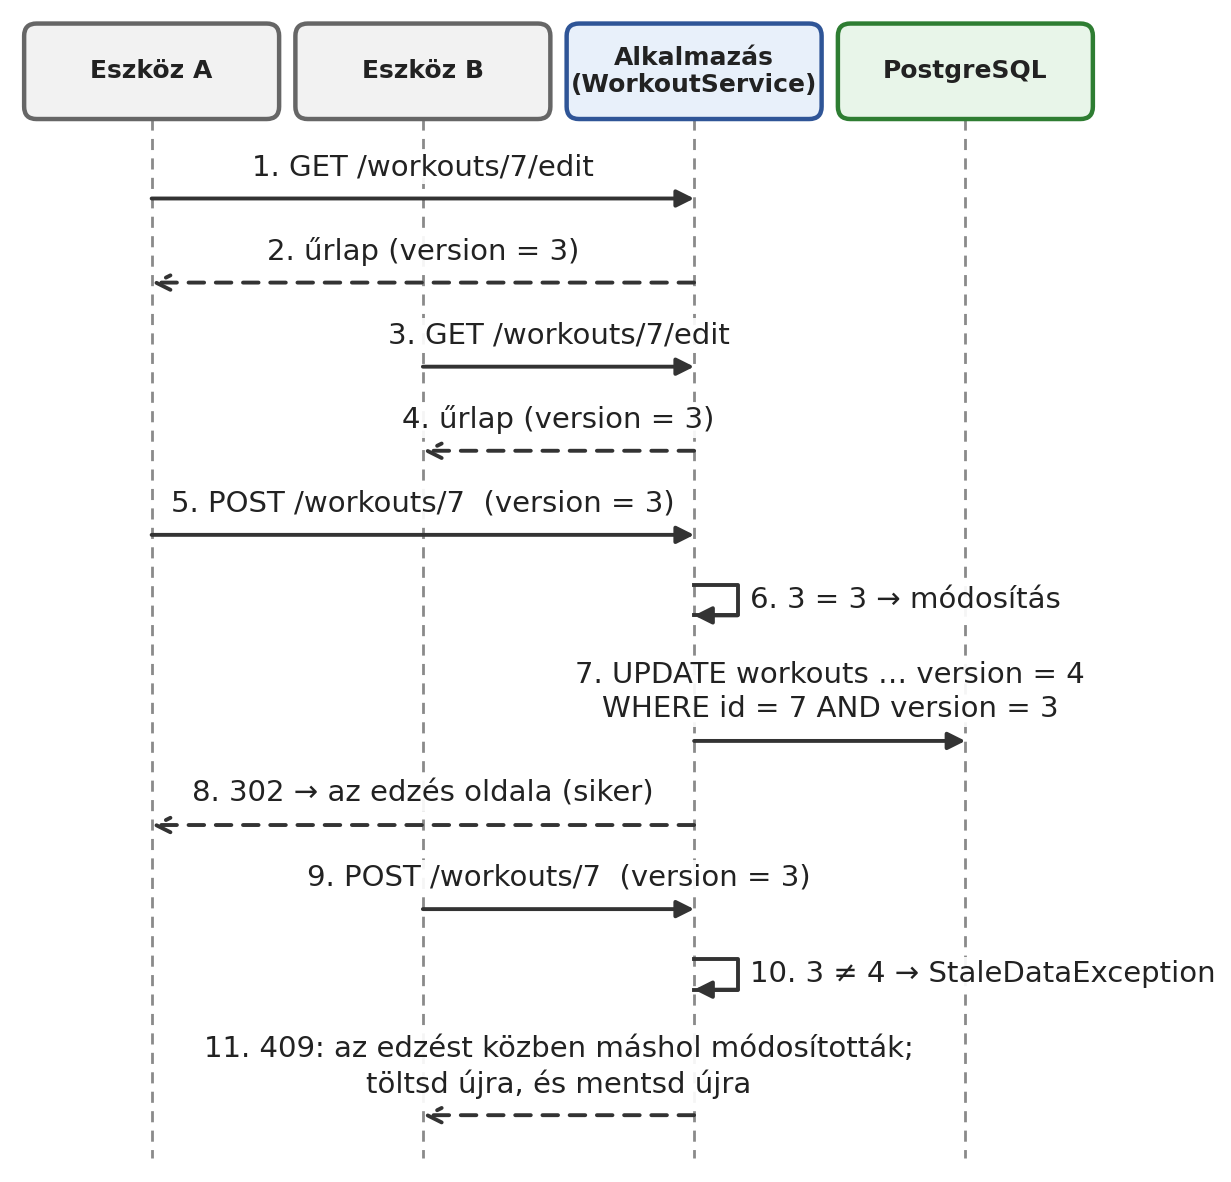 Eszköz A
Eszköz B
Alkalmazás
(WorkoutService)
PostgreSQL
1. GET /workouts/7/edit
2. űrlap (version = 3)
3. GET /workouts/7/edit
4. űrlap (version = 3)
5. POST /workouts/7  (version = 3)
6. 3 = 3 → módosítás
7. UPDATE workouts … version = 4
WHERE id = 7 AND version = 3
8. 302 → az edzés oldala (siker)
9. POST /workouts/7  (version = 3)
10. 3 ≠ 4 → StaleDataException
11. 409: az edzést közben máshol módosították;
töltsd újra, és mentsd újra